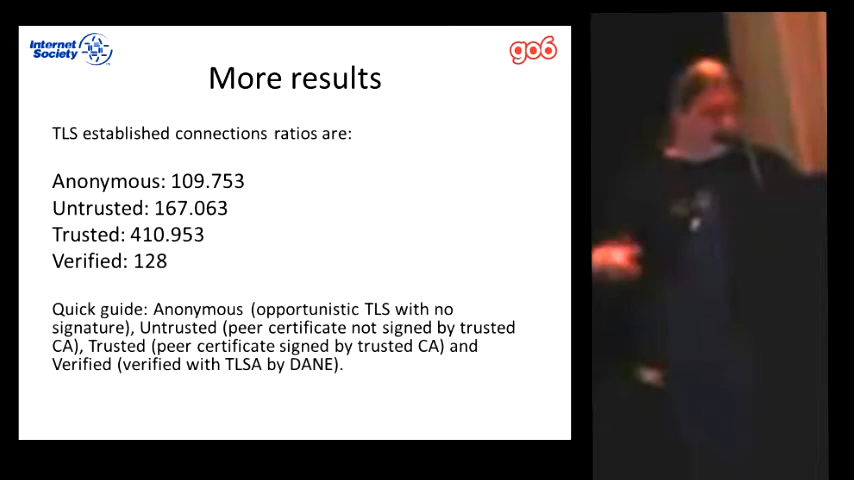 Internet
Society
go6
More results
TLS established connections ratios are:
Anonymous: 109.753
Untrusted: 167.063
Trusted: 410.953
Verified: 128
Quick guide: Anonymous (opportunistic TLS with no
signature), Untrusted (peer certificate not signed by trusted
CA), Trusted (peer certificate signed by trusted CA) and
Verified (verified with TLSA by DANE).